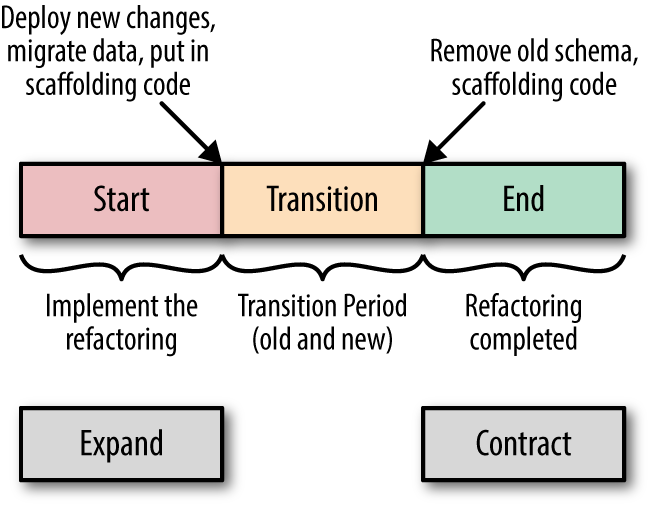 Deploy new changes,
migrate data, put in
scaffolding code
Remove old schema,
scaffolding code
Start
Transition
End
Implement the
refactoring
Transition Period
(old and new)
Refactoring
completed
Expand
Contract